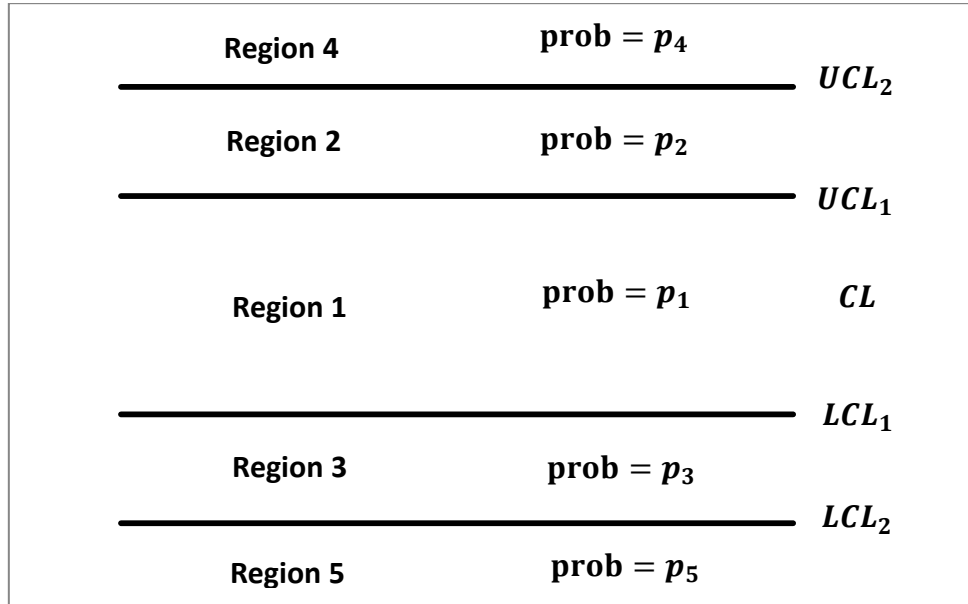 Region 4 prob = p₄
UCL₂
Region 2 prob = p₂
UCL₁
Region 1 prob = p₁ CL
LCL₁
Region 3 prob = p₃
LCL₂
Region 5 prob = p₅